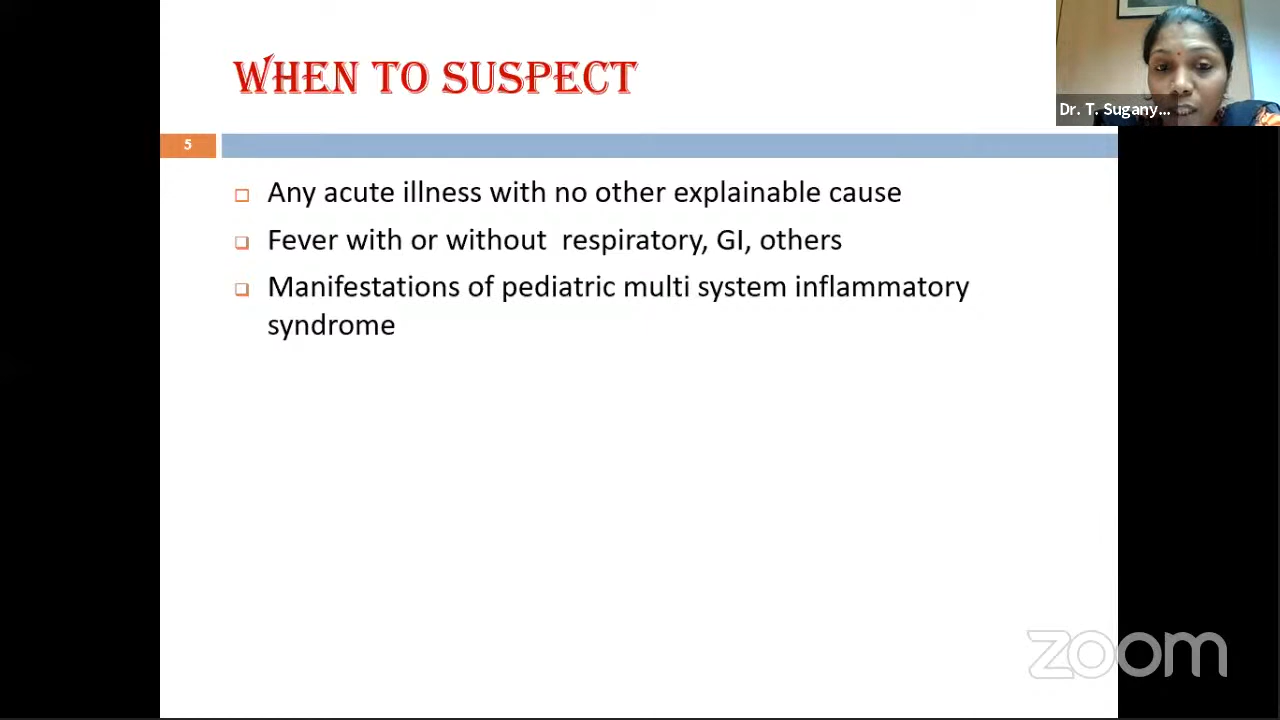 WHEN TO SUSPECT
Dr. T. Sugany...
5
Any acute illness with no other explainable cause
Fever with or without respiratory, GI, others
Manifestations of pediatric multi system inflammatory
syndrome
zoom